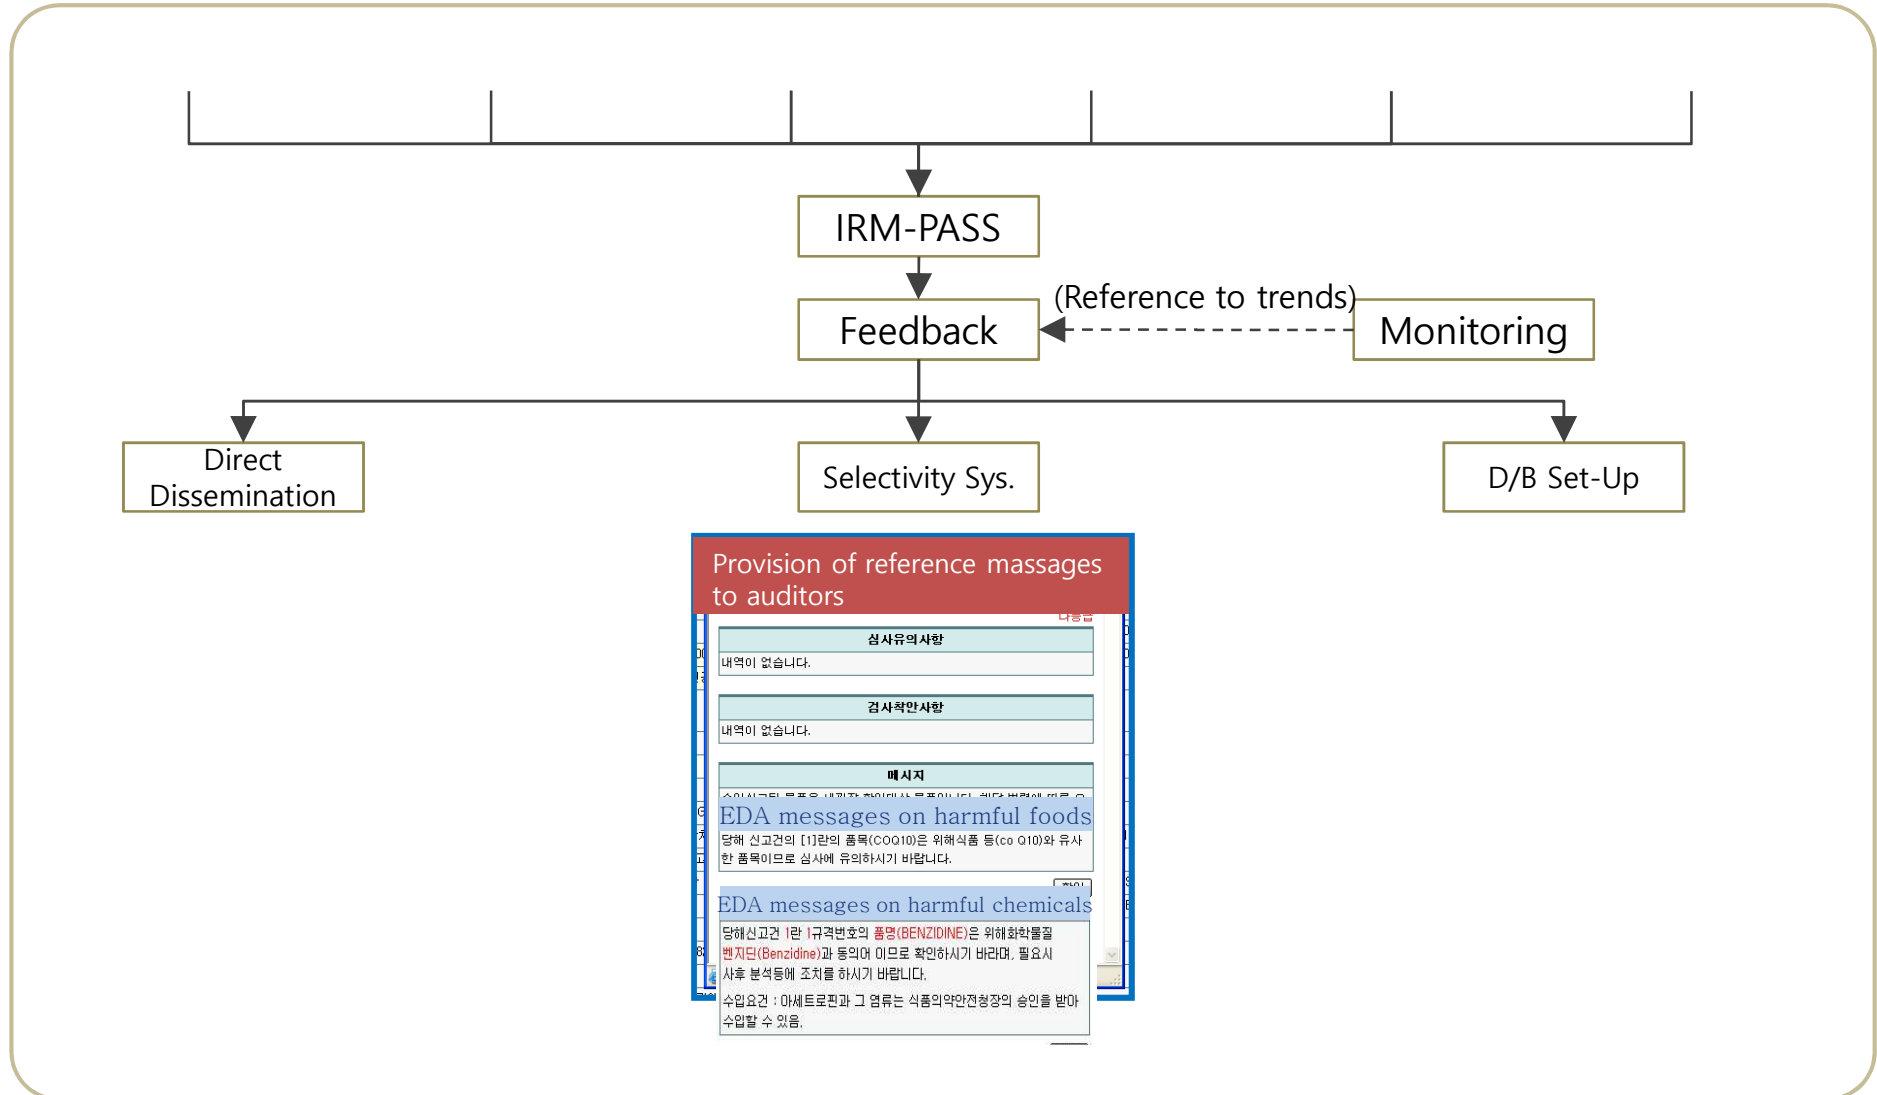 IRM-PASS
(Reference to trends)
Feedback
Monitoring
Direct
Dissemination
Selectivity Sys.
D/B Set-Up
Provision of reference massages
to auditors
다등급
심사유의사항
내역이 없습니다.
검사착안사항
내역이 없습니다.
메시지
EDA messages on harmful foods
당해 신고건의 [1]란의 품목(COQ10)은 위해식품 등(co Q10)와 유사
한 품목이므로 심사에 유의하시기 바랍니다.
확인
EDA messages on harmful chemicals
당해신고건 1란 1규격번호의 품명(BENZIDINE)은 위해화학물질
벤지딘(Benzidine)과 동의어 이므로 확인하시기 바라며, 필요시
사후 분석등에 조치를 하시기 바랍니다.
수입요건 : 아세트로핀과 그 염류는 식품의약안전청장의 승인을 받아
수입할 수 있음,